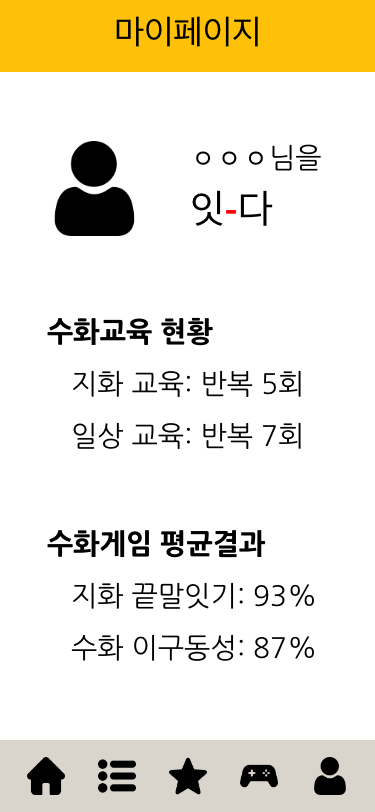 마이페이지
ㅇㅇㅇ님을
잇-다
수화교육 현황
지화 교육: 반복 5회
일상 교육: 반복 7회
수화게임 평균결과
지화 끝말잇기: 93%
수화 이구동성: 87%